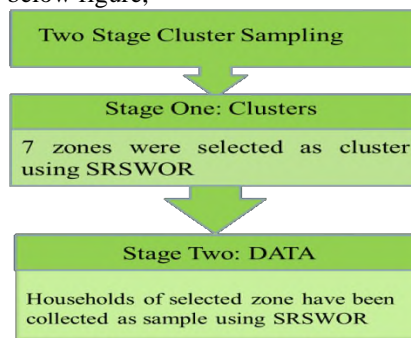 below figure,
Two Stage Cluster Sampling
Stage One: Clusters
7 zones were selected as cluster
using SRSWOR
Stage Two: DATA
Households of selected zone have been
collected as sample using SRSWOR